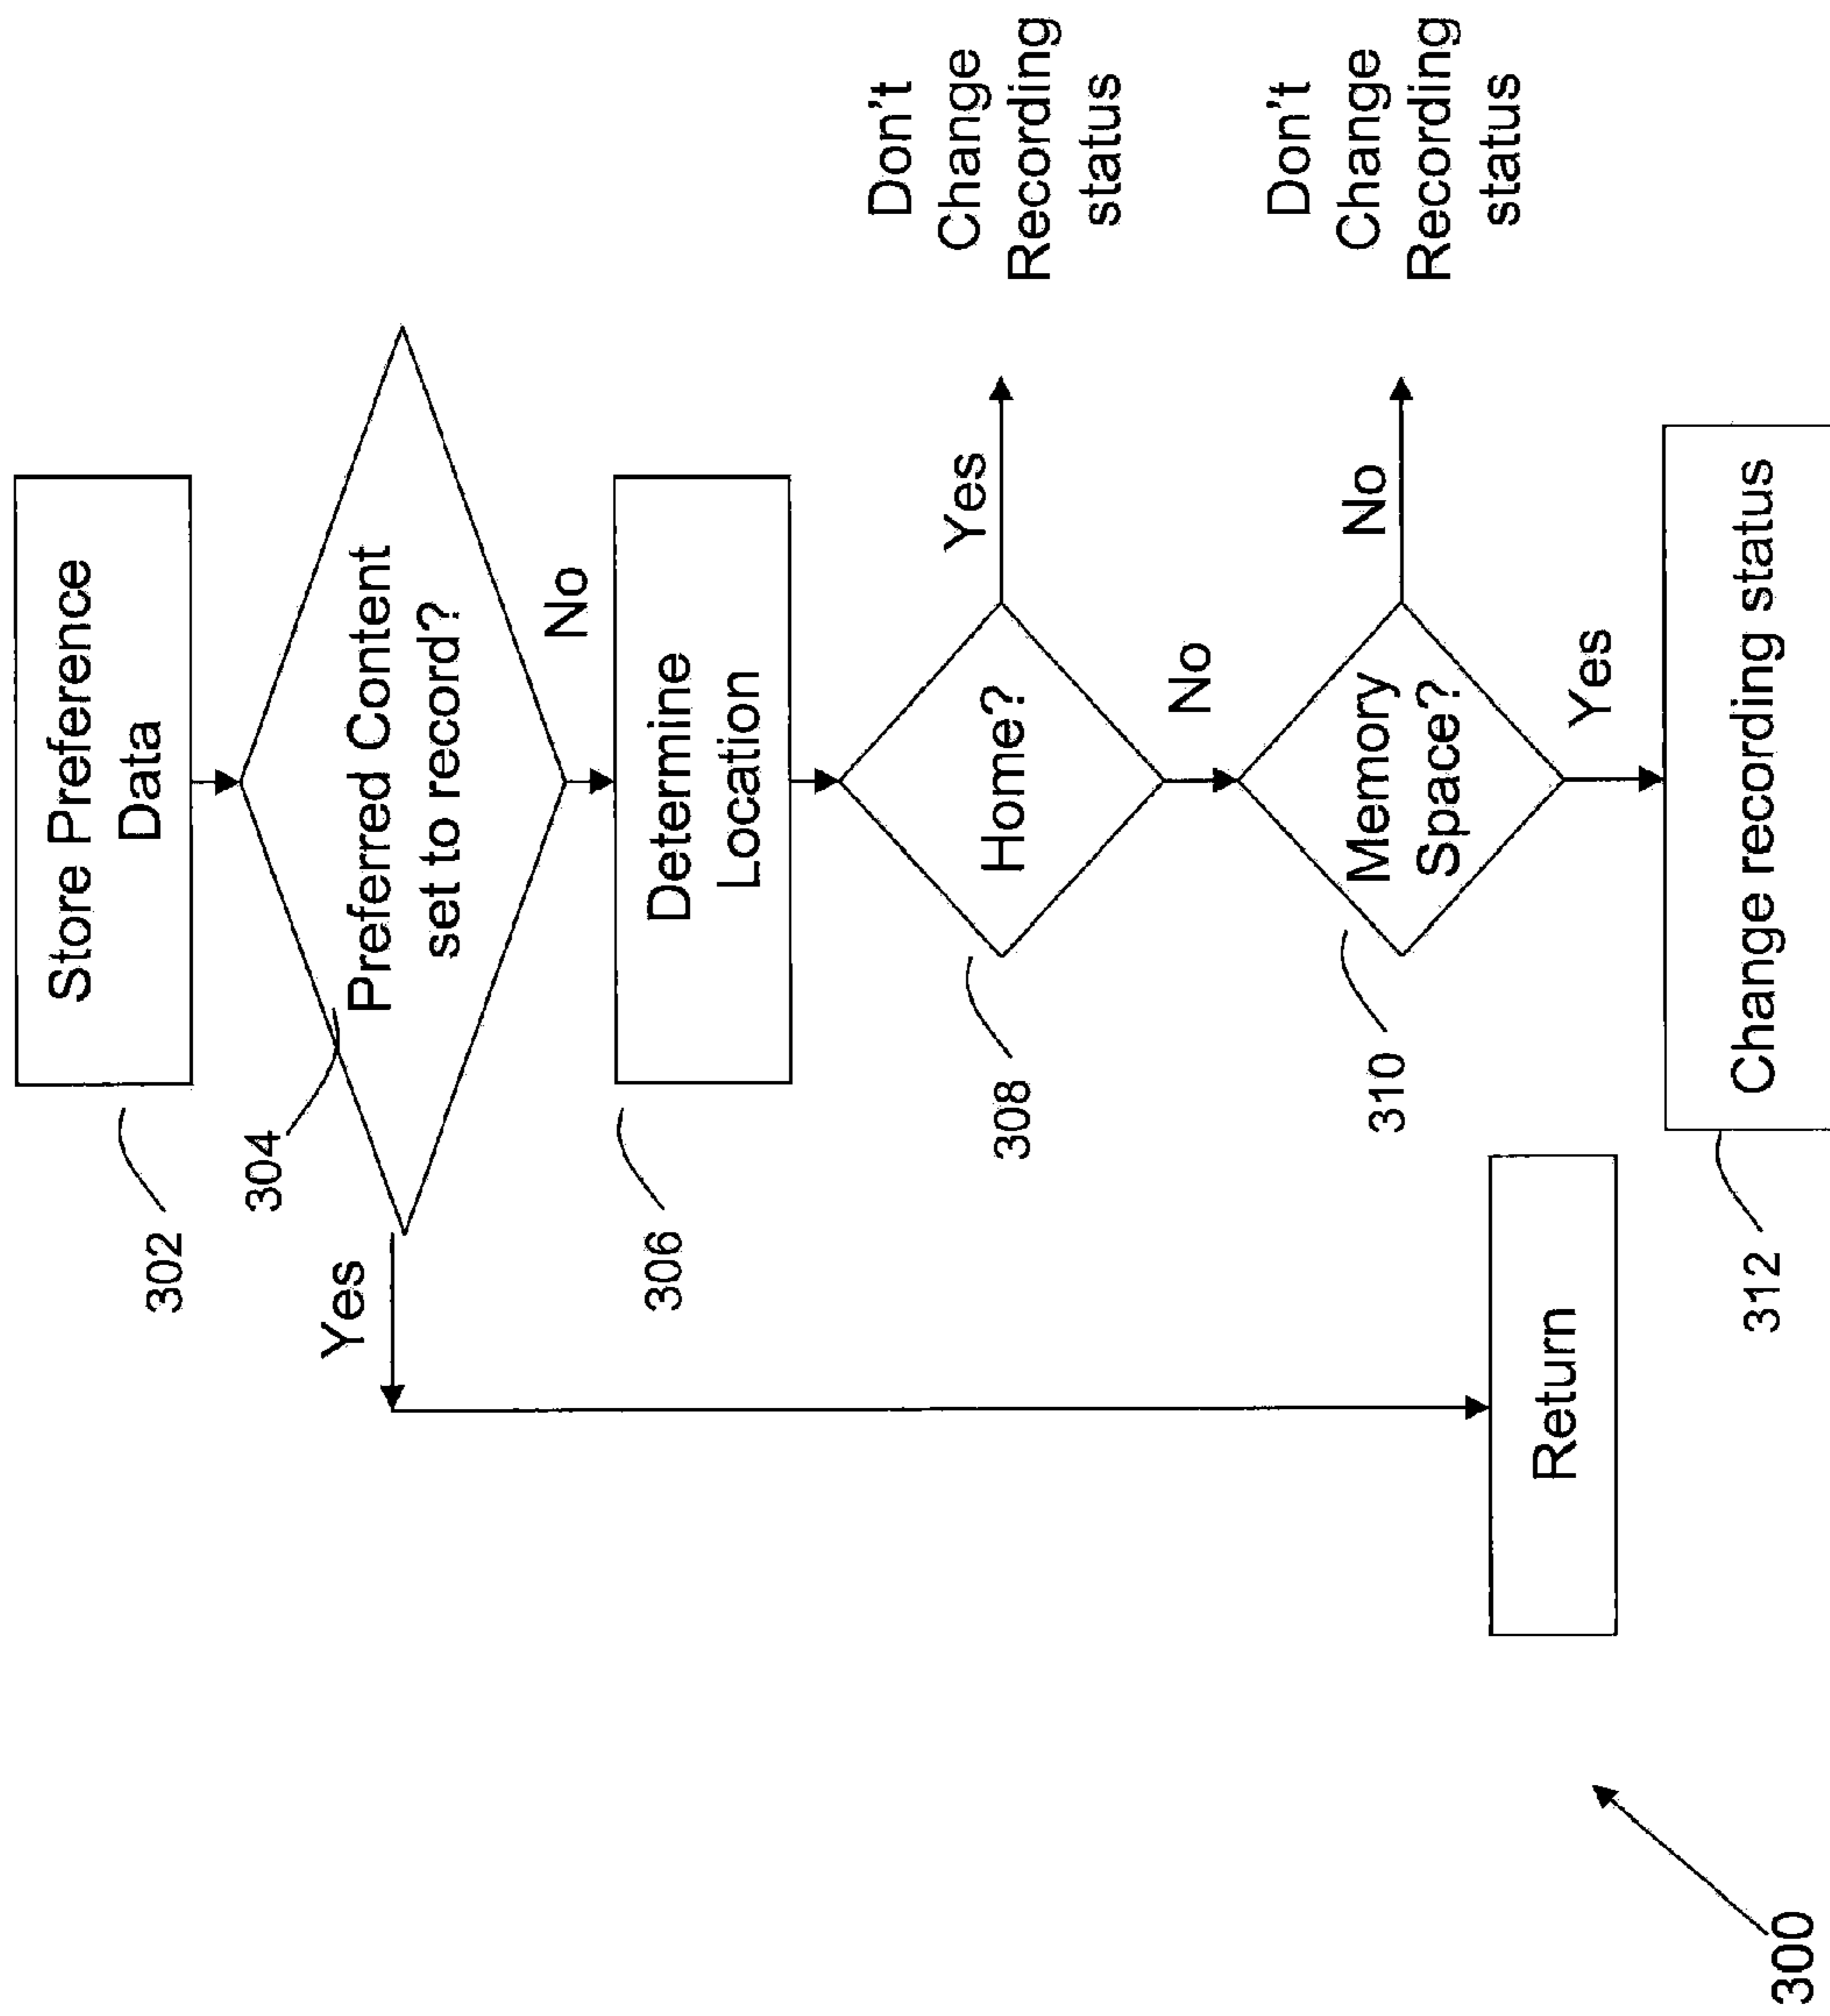 Store Preference
Data
302
304
Preferred Content
set to record?
Yes
No
Determine
Location
306
Home?
308
Yes
Don't
Change
Recording
status
No
Memory
Space?
310
No
Don't
Change
Recording
status
Yes
Return
Change recording status
312
300